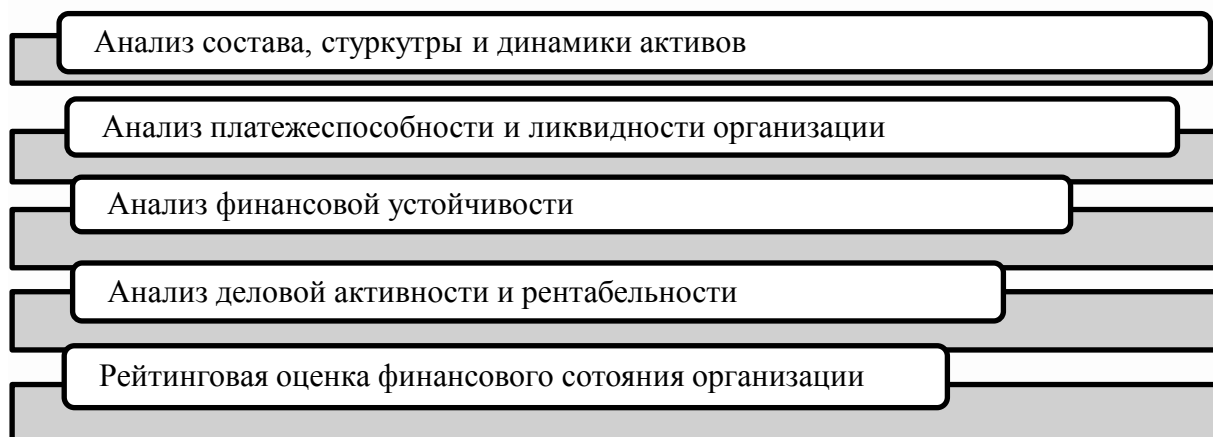 Анализ состава, стуркутры и динамики активов
Анализ платежеспособности и ликвидности организации
Анализ финансовой устойчивости
Анализ деловой активности и рентабельности
Рейтинговая оценка финансового сотояния организации